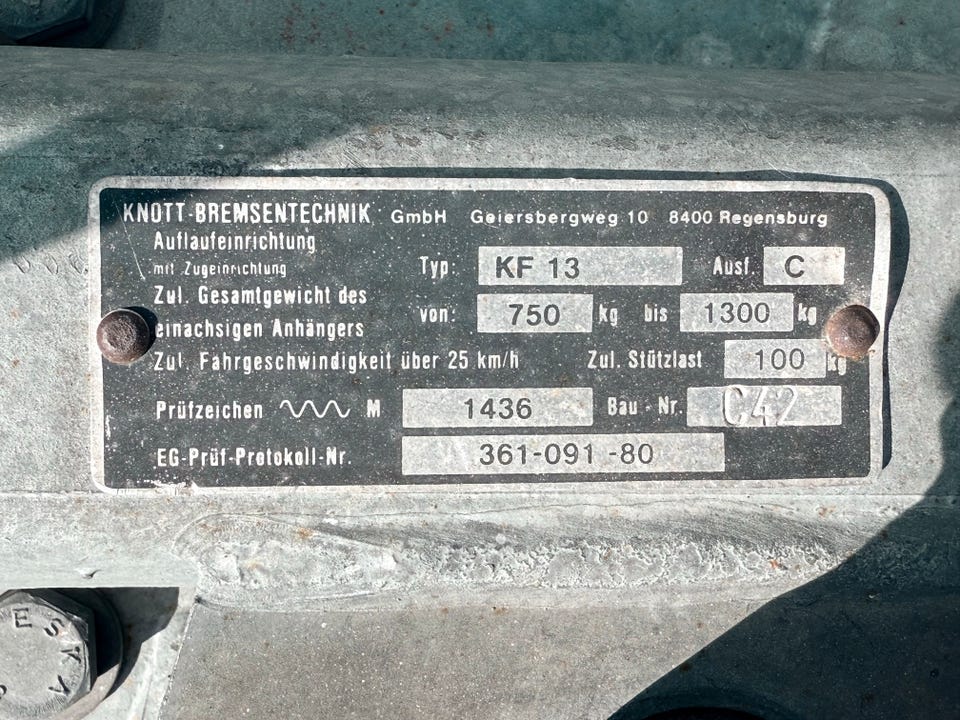 KNOTT-BREMSENTECHNIK GmbH Geiersbergweg 10 8400 Regensburg
Auflaufeinrichtung
mit Zugeinrichtung Typ: KF 13 Ausf. C
Zul. Gesamtgewicht des
einachsigen Anhängers von: 750 kg bis 1300 kg
Zul. Fahrgeschwindigkeit über 25 km/h Zul. Stützlast 100 kg
Prüfzeichen M 1436 Bau-Nr. C42
EG-Prüf-Protokoll-Nr. 361-091-80
ESKA